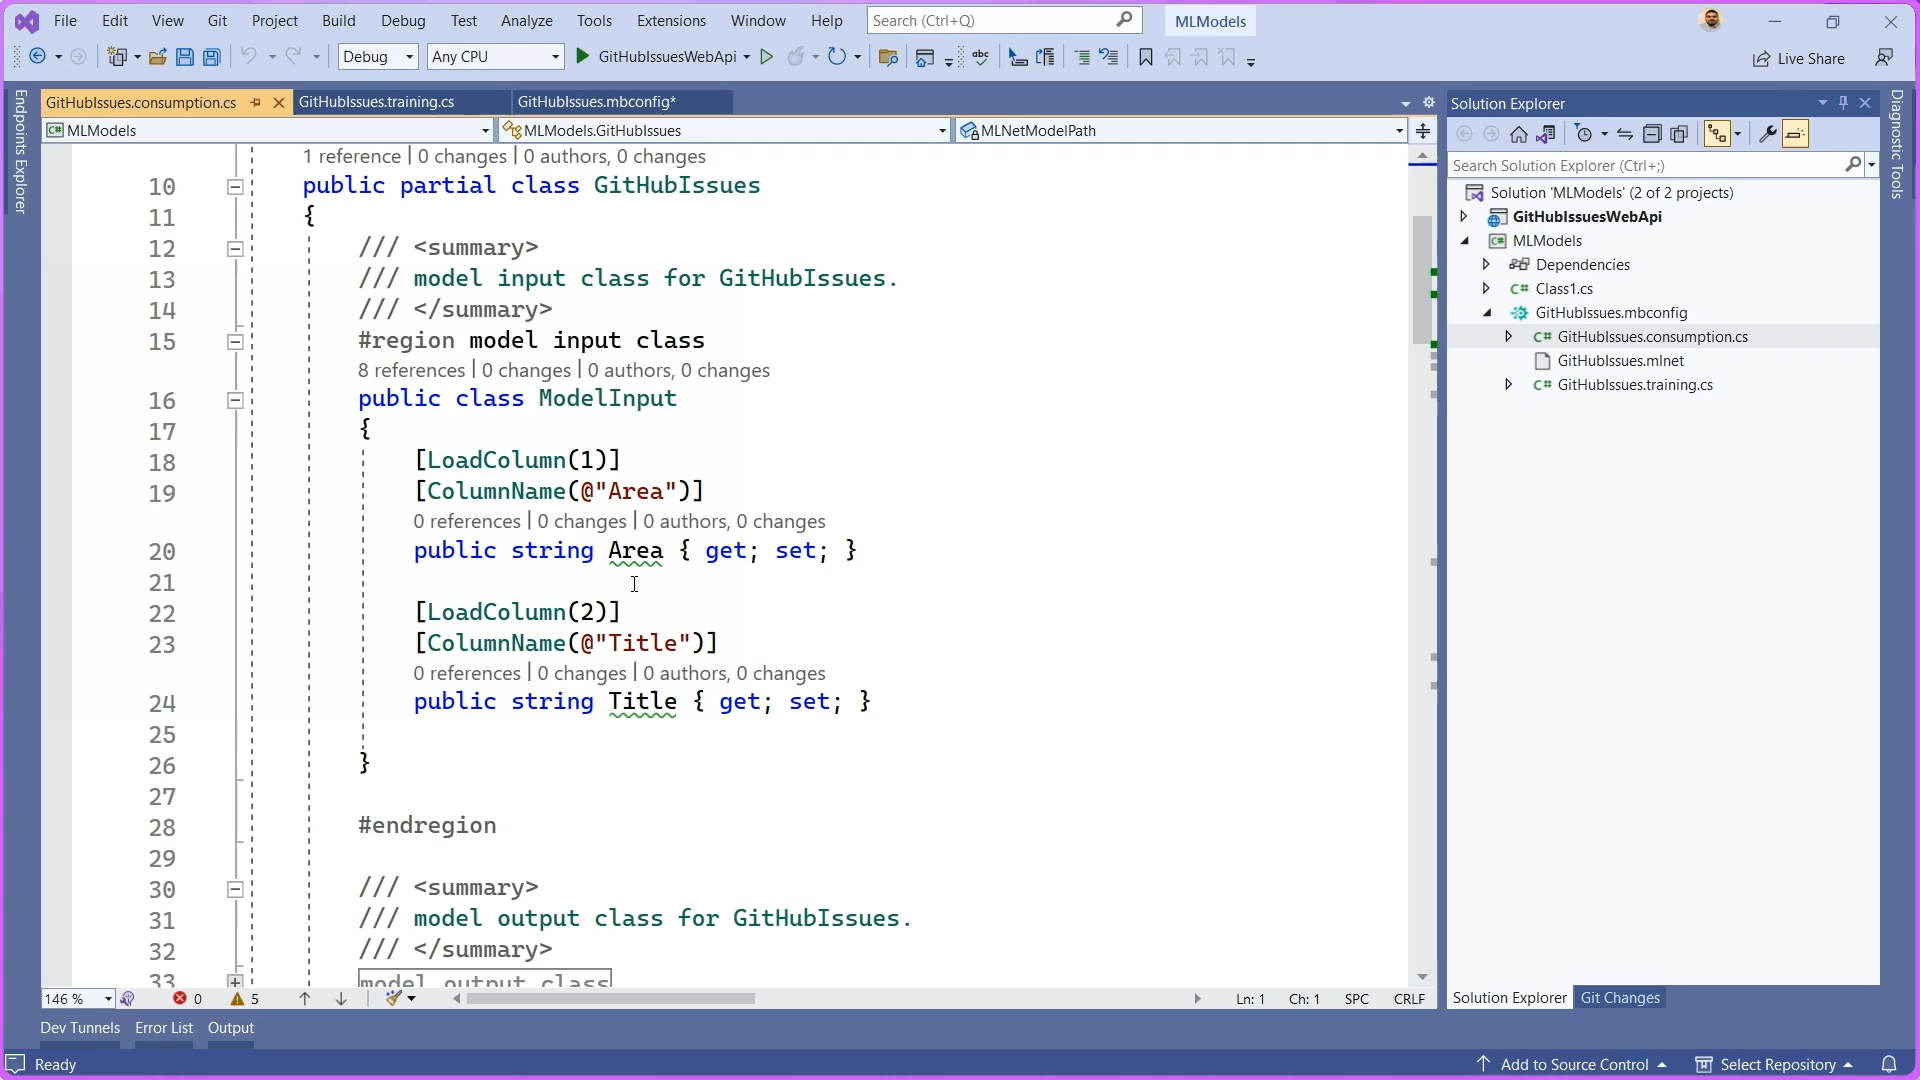 File Edit View Git Project Build Debug Test Analyze Tools Extensions Window Help Search (Ctrl+Q) MLModels
Debug Any CPU GitHubIssuesWebApi abc Live Share
GitHubIssues.consumption.cs GitHubIssues.training.cs GitHubIssues.mbconfig*
C# MLModels MLModels.GitHubIssues MLNetModelPath
Endpoints Explorer
1 reference | 0 changes | 0 authors, 0 changes
10 public partial class GitHubIssues
11 {
12 /// <summary>
13 /// model input class for GitHubIssues.
14 /// </summary>
15 #region model input class
8 references | 0 changes | 0 authors, 0 changes
16 public class ModelInput
17 {
18 [LoadColumn(1)]
19 [ColumnName(@"Area")]
0 references | 0 changes | 0 authors, 0 changes
20 public string Area { get; set; }
21
22 [LoadColumn(2)]
23 [ColumnName(@"Title")]
0 references | 0 changes | 0 authors, 0 changes
24 public string Title { get; set; }
25
26 }
27
28 #endregion
29
30 /// <summary>
31 /// model output class for GitHubIssues.
32 /// </summary>
33 model output class
146 % 0 5 Ln: 1 Ch: 1 SPC CRLF
Solution Explorer
Search Solution Explorer (Ctrl+;)
Solution 'MLModels' (2 of 2 projects)
GitHubIssuesWebApi
C# MLModels
Dependencies
C# Class1.cs
GitHubIssues.mbconfig
C# GitHubIssues.consumption.cs
GitHubIssues.mlnet
C# GitHubIssues.training.cs
Solution Explorer Git Changes
Diagnostic Tools
Dev Tunnels Error List Output
Ready Add to Source Control Select Repository